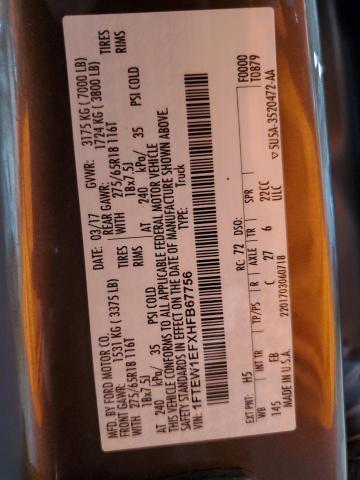 MFD. BY FORD MOTOR CO.
DATE: 03/17 GVWR: 3175 KG ( 7000 LB)
FRONT GAWR: 1531 KG ( 3375 LB) REAR GAWR: 1724 KG ( 3800 LB)
275/65R18 116T TIRES WITH 275/65R18 116T TIRES
18x7.5J RIMS 18x7.5J RIMS
AT 240 kPa/ 35 PSI COLD AT 240 kPa/ 35 PSI COLD
THIS VEHICLE CONFORMS TO ALL APPLICABLE FEDERAL MOTOR VEHICLE
SAFETY STANDARDS IN EFFECT ON THE DATE OF MANUFACTURE SHOWN ABOVE.
VIN: 1FTEW1EFXHFB67756
TYPE: Truck
F0000
T0879
EXT PNT: H5 RC: 72 DSO:
WB INT TR TP/PS R AXLE TR SPR
145 EB C 27 6 22CC
ULC
2201703060718
MADE IN U.S.A. ▽5U5A-3520472-AA